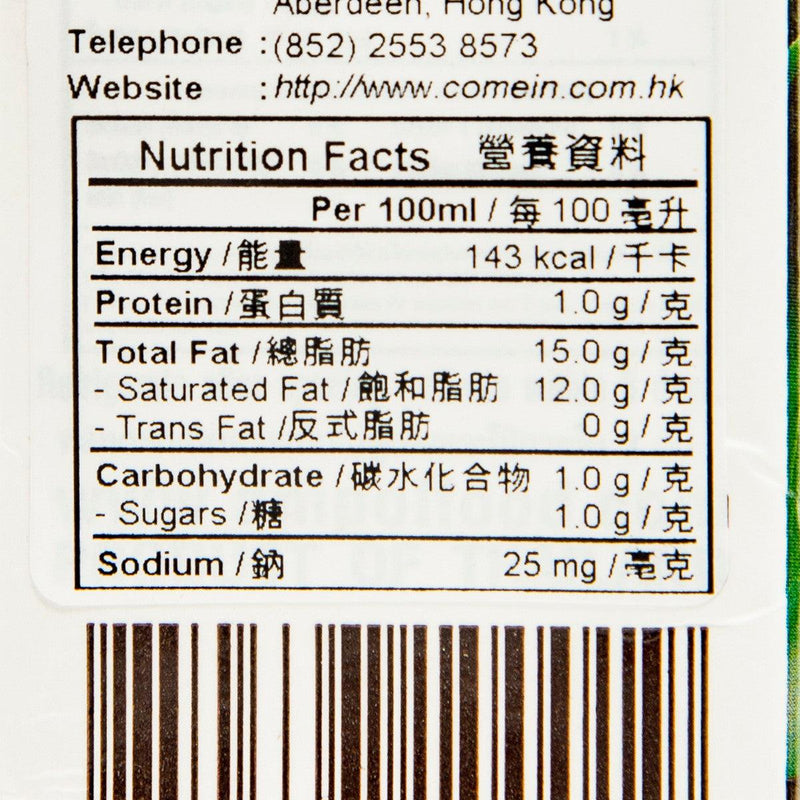 Aberdeen, Hong Kong
Telephone :(852) 2553 8573
Website :http://www.comein.com.hk
Nutrition Facts 營養資料
Per 100ml / 每 100 毫升
Energy /能量 143 kcal / 千卡
Protein /蛋白質 1.0 g / 克
Total Fat /總脂肪 15.0 g / 克
- Saturated Fat /飽和脂肪 12.0 g / 克
- Trans Fat /反式脂肪 0 g / 克
Carbohydrate /碳水化合物 1.0 g / 克
- Sugars /糖 1.0 g / 克
Sodium /鈉 25 mg / 毫克